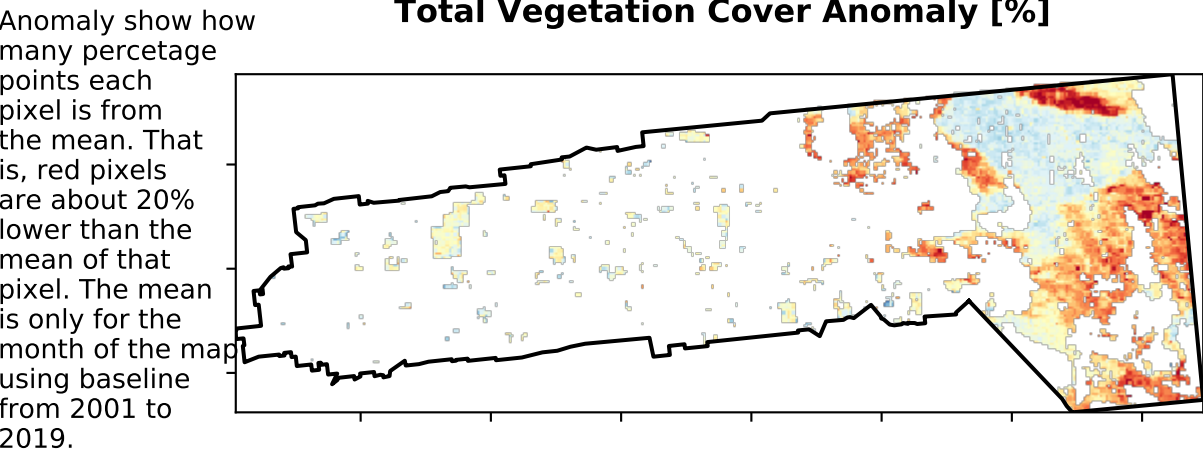 Total Vegetation Cover Anomaly [%]
Anomaly show how
many percetage
points each
pixel is from
the mean. That
is, red pixels
are about 20%
lower than the
mean of that
pixel. The mean
is only for the
month of the map
using baseline
from 2001 to
2019.